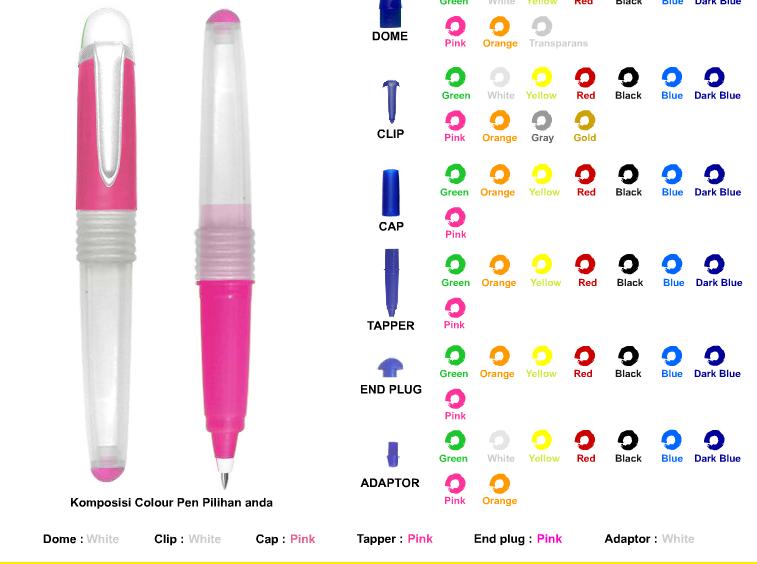 Green White Yellow Red Black Blue Dark Blue
DOME
Pink Orange Transparans
Green White Yellow Red Black Blue Dark Blue
CLIP
Pink Orange Gray Gold
Green Orange Yellow Red Black Blue Dark Blue
CAP
Pink
Green Orange Yellow Red Black Blue Dark Blue
TAPPER
Pink
Green Orange Yellow Red Black Blue Dark Blue
END PLUG
Pink
Green White Yellow Red Black Blue Dark Blue
ADAPTOR
Pink Orange
Komposisi Colour Pen Pilihan anda
Dome : White Clip : White Cap : Pink Tapper : Pink End plug : Pink Adaptor : White